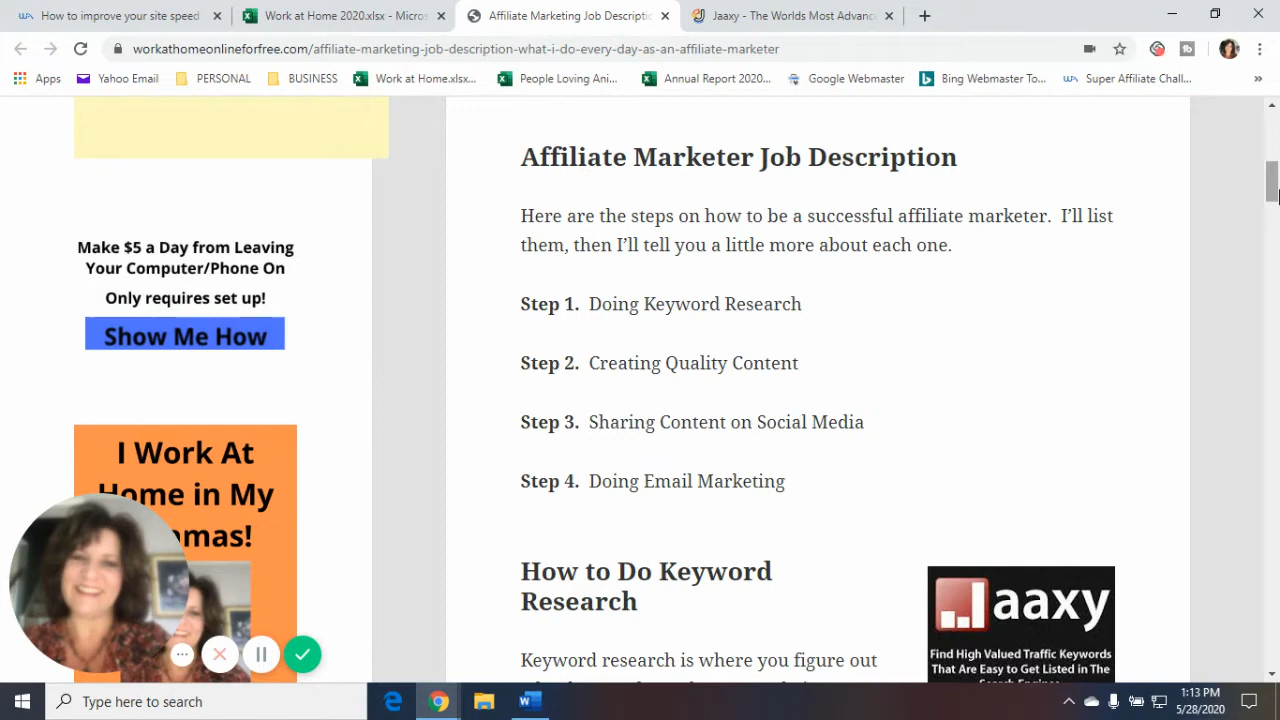 How to improve your site speed
Work at Home 2020.xlsx - Micros
Affiliate Marketing Job Descripti
Jaaxy - The Worlds Most Advanc
workathomeonlineforfree.com/affiliate-marketing-job-description-what-i-do-every-day-as-an-affiliate-marketer
Apps
Yahoo Email
PERSONAL
BUSINESS
Work at Home.xlsx...
People Loving Ani...
Annual Report 2020...
Google Webmaster
Bing Webmaster To...
Super Affiliate Chall...
»
Make $5 a Day from Leaving
Your Computer/Phone On
Only requires set up!
Show Me How
I Work At
Home in My
mas!
Affiliate Marketer Job Description
Here are the steps on how to be a successful affiliate marketer. I'll list
them, then I'll tell you a little more about each one.
Step 1. Doing Keyword Research
Step 2. Creating Quality Content
Step 3. Sharing Content on Social Media
Step 4. Doing Email Marketing
How to Do Keyword
Research
Keyword research is where you figure out
Jaaxy
Find High Valued Traffic Keywords
That Are Easy to Get Listed in The
Search Engines
Type here to search
1:13 PM
5/28/2020